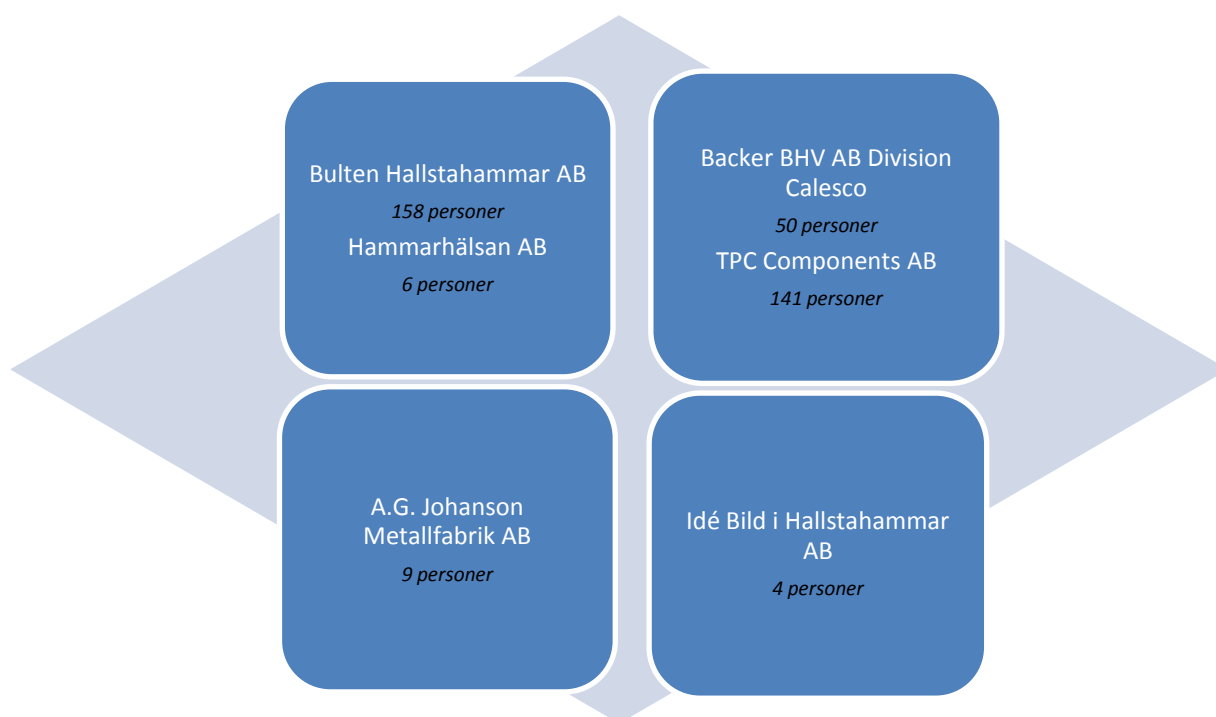 Bulten Hallstahammar AB
158 personer
Hammarhälsan AB
6 personer
Backer BHV AB Division
Calesco
50 personer
TPC Components AB
141 personer
A.G. Johanson
Metallfabrik AB
9 personer
Idé Bild i Hallstahammar
AB
4 personer